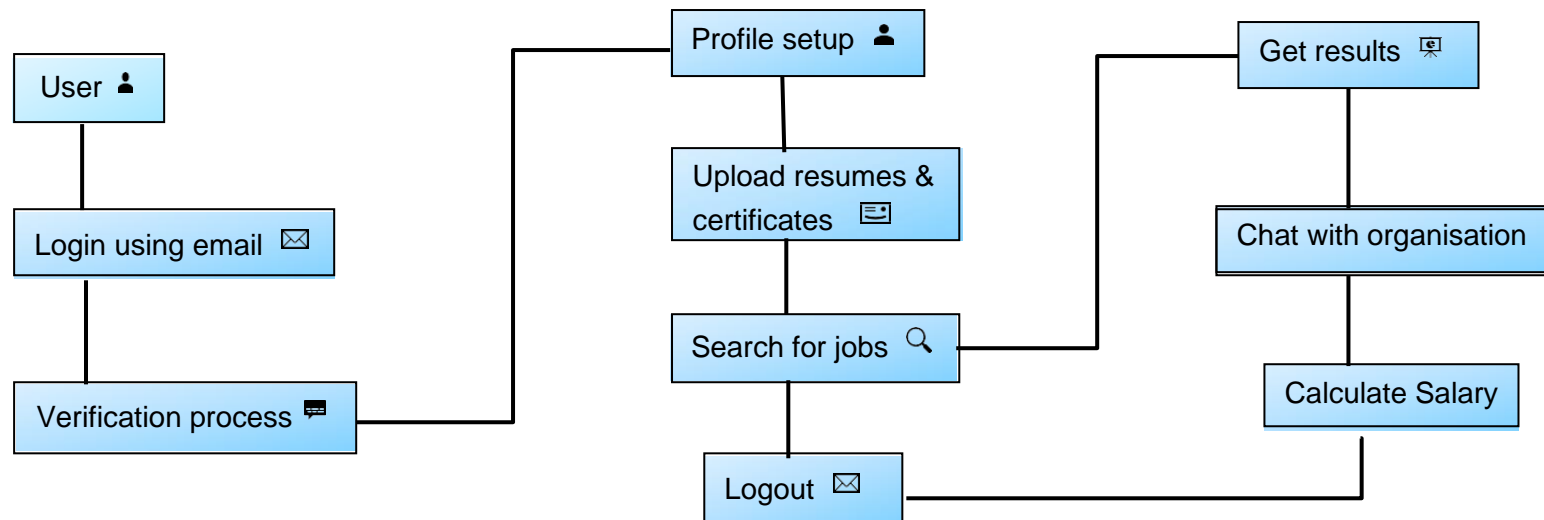 User
Login using email
Verification process
Profile setup
Upload resumes &
certificates
Search for jobs
Logout
Get results
Chat with organisation
Calculate Salary